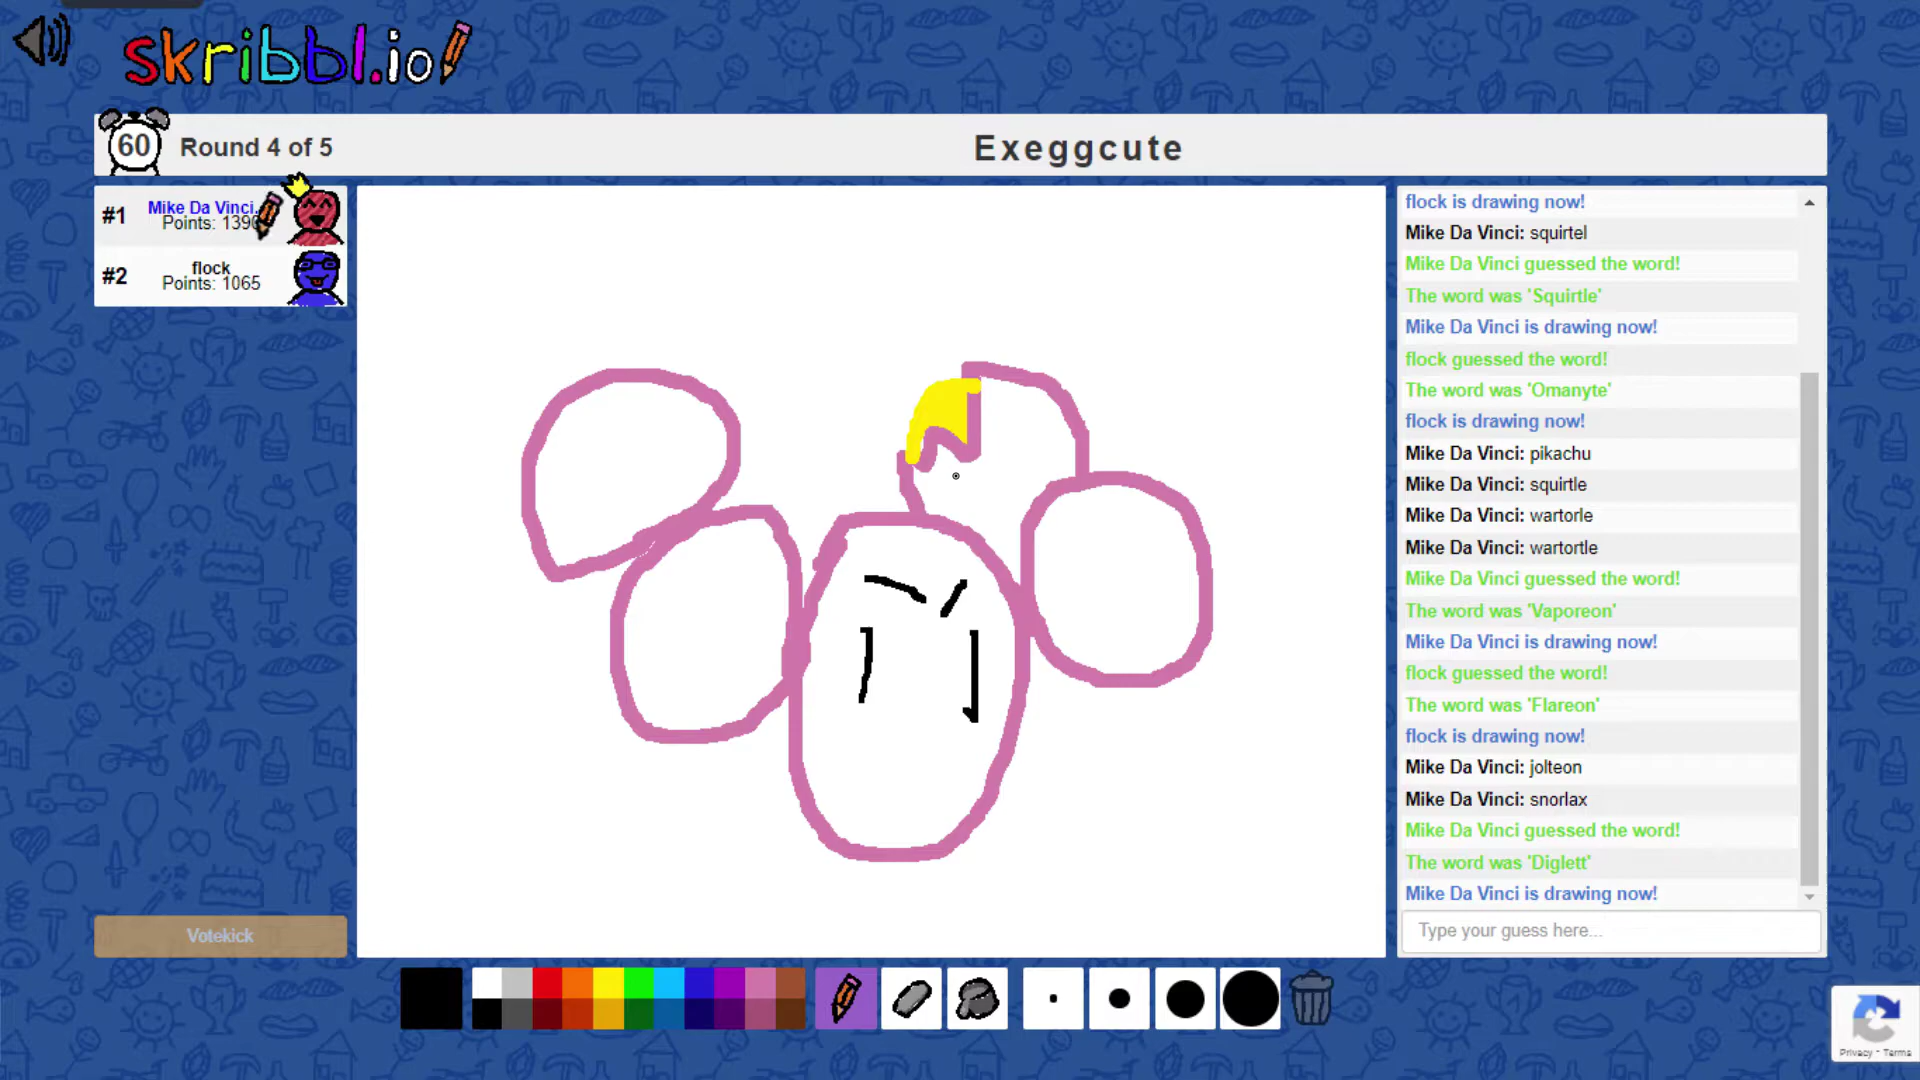 skribbl.io
60
Round 4 of 5
Exeggcute
#1
Mike Da Vinci
Points: 1390
#2
flock
Points: 1065
Votekick
flock is drawing now!
Mike Da Vinci: squirtel
Mike Da Vinci guessed the word!
The word was 'Squirtle'
Mike Da Vinci is drawing now!
flock guessed the word!
The word was 'Omanyte'
flock is drawing now!
Mike Da Vinci: pikachu
Mike Da Vinci: squirtle
Mike Da Vinci: wartorle
Mike Da Vinci: wartortle
Mike Da Vinci guessed the word!
The word was 'Vaporeon'
Mike Da Vinci is drawing now!
flock guessed the word!
The word was 'Flareon'
flock is drawing now!
Mike Da Vinci: jolteon
Mike Da Vinci: snorlax
Mike Da Vinci guessed the word!
The word was 'Diglett'
Mike Da Vinci is drawing now!
Type your guess here...
Privacy - Terms